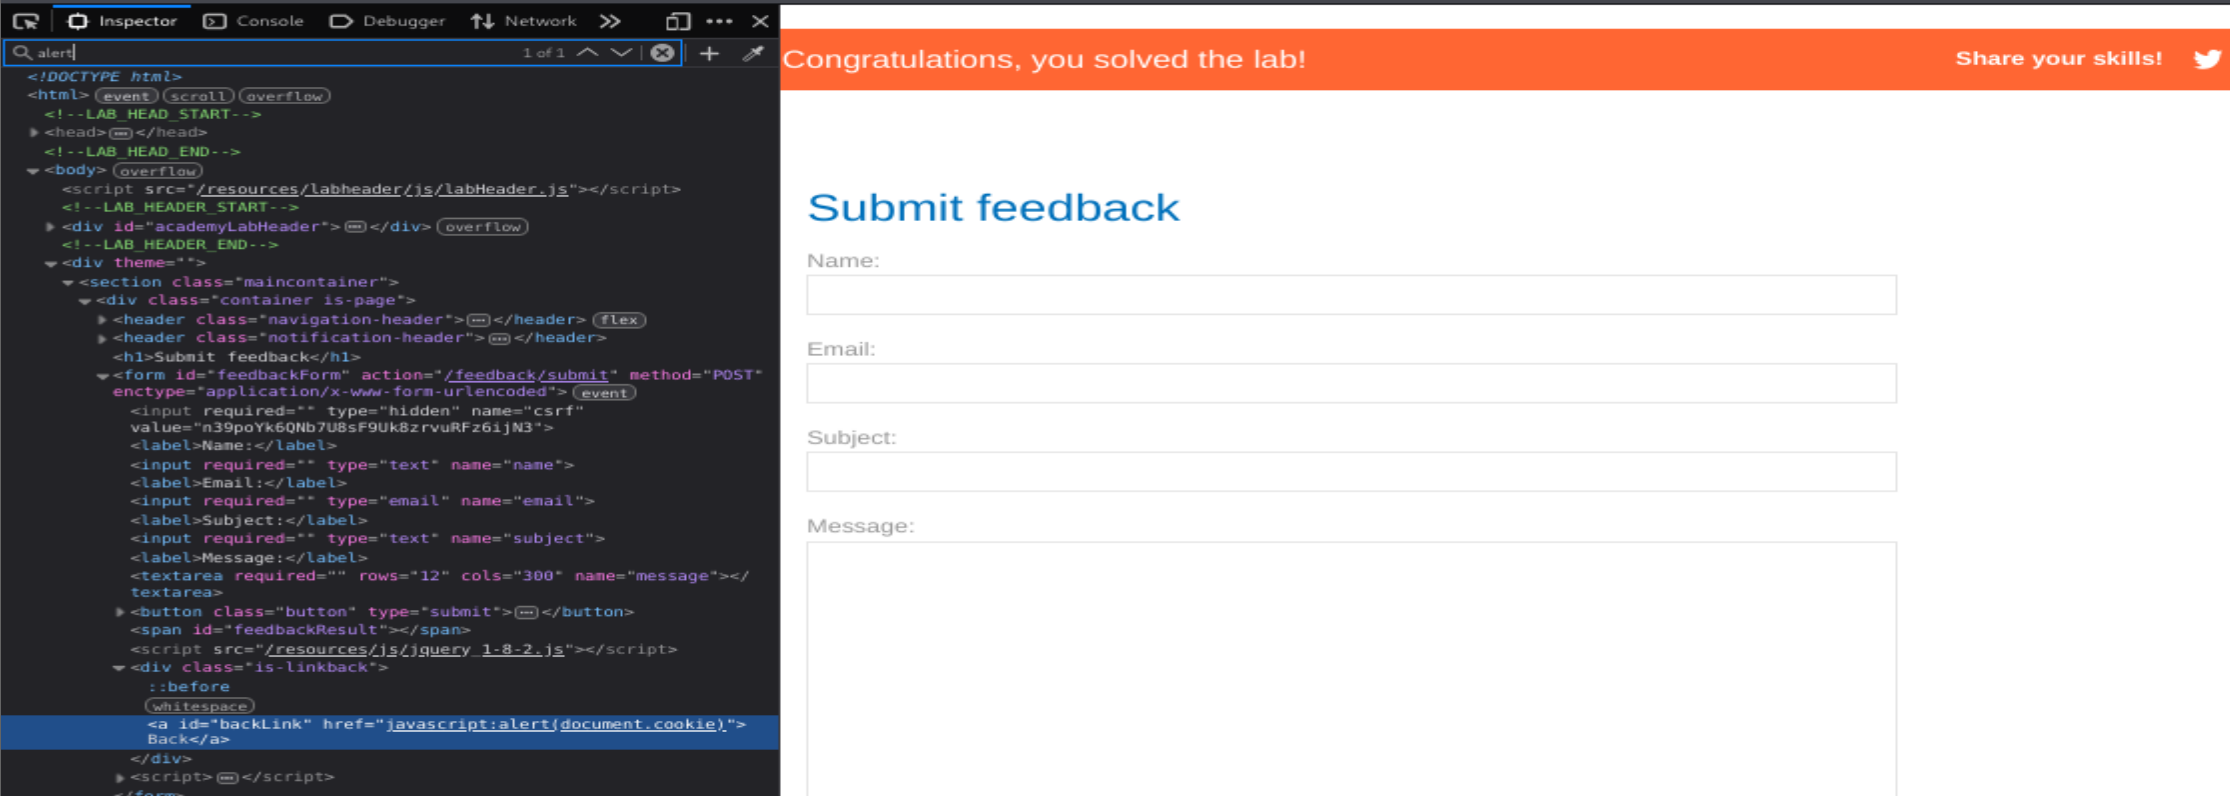 Inspector Console Debugger Network
alert 1 of 1
<!DOCTYPE html>
<html> event scroll overflow
<!--LAB_HEAD_START-->
<head> ⋯ </head>
<!--LAB_HEAD_END-->
<body> overflow
<script src="/resources/labheader/js/labHeader.js"></script>
<!--LAB_HEADER_START-->
<div id="academyLabHeader"> ⋯ </div> overflow
<!--LAB_HEADER_END-->
<div theme="">
<section class="maincontainer">
<div class="container is-page">
<header class="navigation-header"> ⋯ </header> flex
<header class="notification-header"> ⋯ </header>
<h1>Submit feedback</h1>
<form id="feedbackForm" action="/feedback/submit" method="POST"
enctype="application/x-www-form-urlencoded"> event
<input required="" type="hidden" name="csrf"
value="n39poYk6QNb7U8sF9Uk8zrvuRFz6ijN3">
<label>Name:</label>
<input required="" type="text" name="name">
<label>Email:</label>
<input required="" type="email" name="email">
<label>Subject:</label>
<input required="" type="text" name="subject">
<label>Message:</label>
<textarea required="" rows="12" cols="300" name="message"></
textarea>
<button class="button" type="submit"> ⋯ </button>
<span id="feedbackResult"></span>
<script src="/resources/js/jquery_1-8-2.js"></script>
<div class="is-linkback">
::before
whitespace
<a id="backLink" href="javascript:alert(document.cookie)">
Back</a>
</div>
<script> ⋯ </script>
</form>
Congratulations, you solved the lab!
Share your skills!
Submit feedback
Name:
Email:
Subject:
Message: